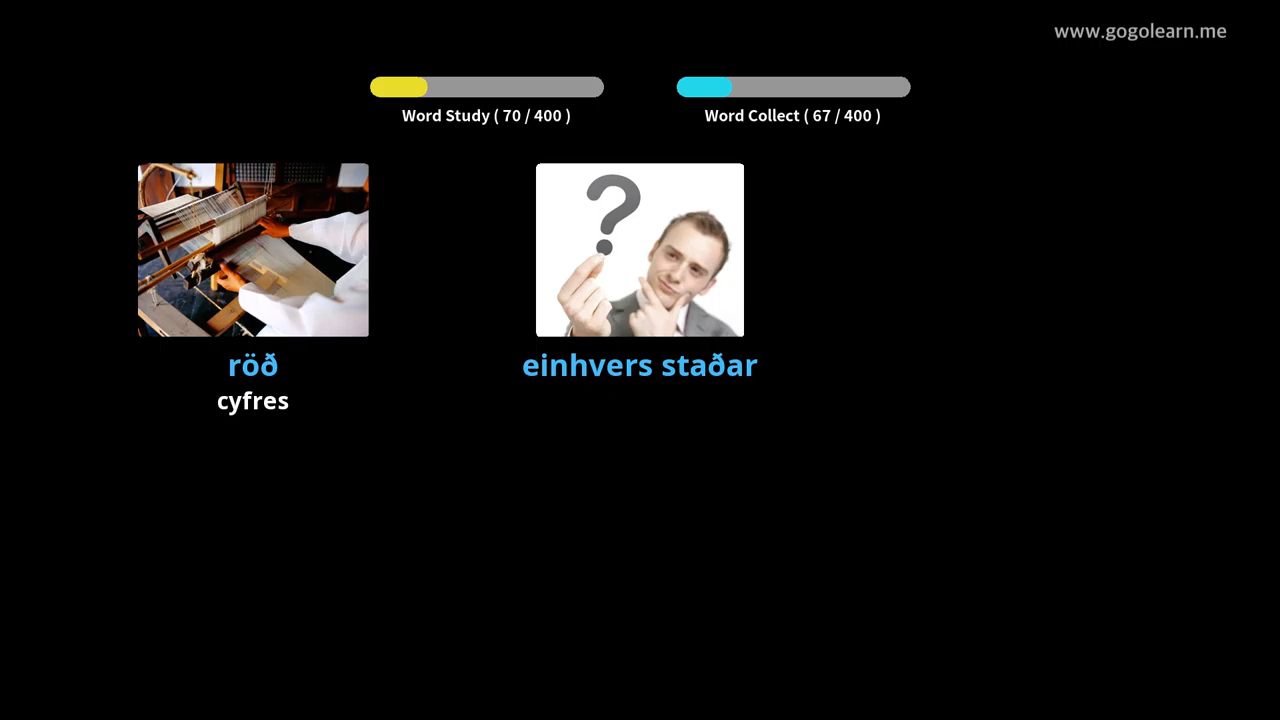 www.gogolearn.me
Word Study ( 70 / 400 )
Word Collect ( 67 / 400 )
röð
cyfres
einhvers staðar
?